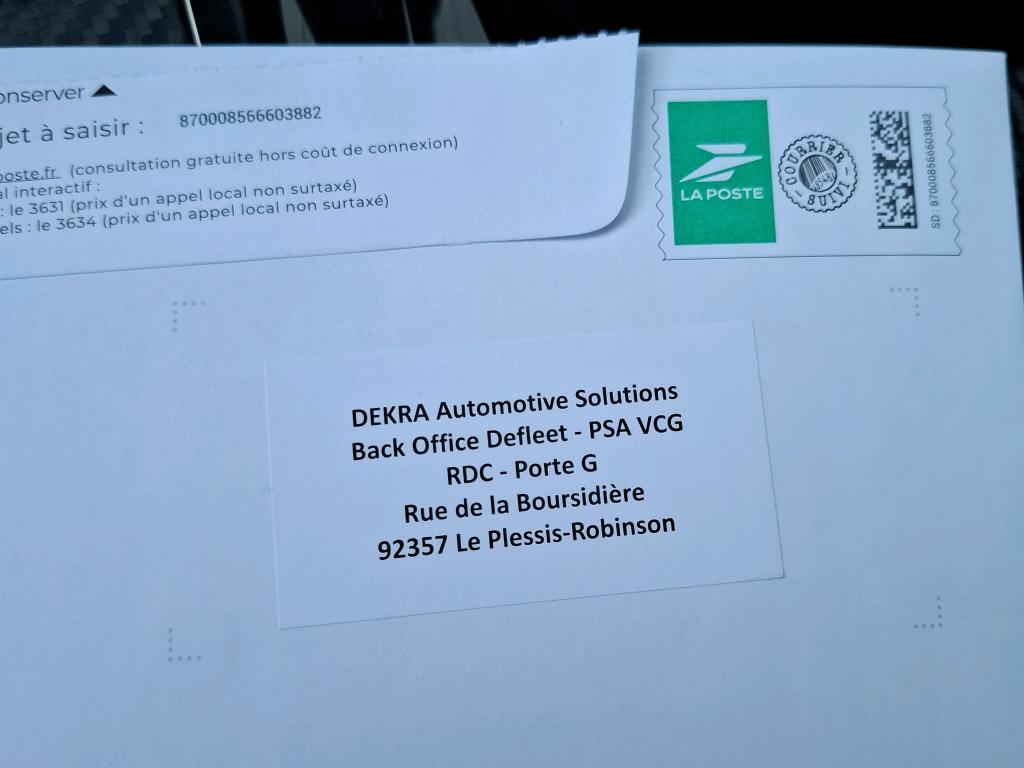 onserver
jet à saisir : 870008566603882
poste.fr (consultation gratuite hors coût de connexion)
al interactif :
: le 3631 (prix d'un appel local non surtaxé)
els : le 3634 (prix d'un appel local non surtaxé)
LA POSTE
COURRIER
SUIVI
SD : 870008566603882
DEKRA Automotive Solutions
Back Office Defleet - PSA VCG
RDC - Porte G
Rue de la Boursidière
92357 Le Plessis-Robinson